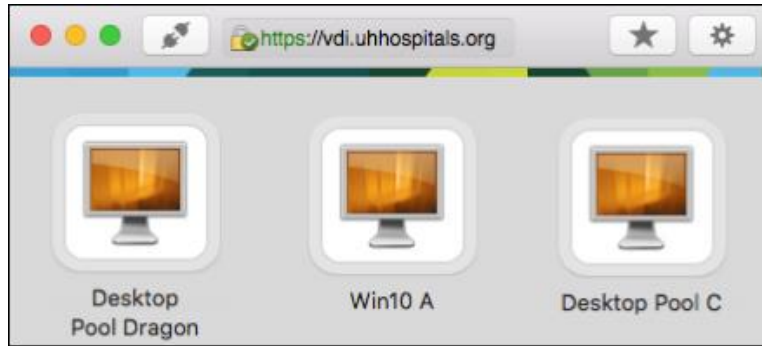 https://vdi.uhhospitals.org
Desktop
Pool Dragon
Win10 A
Desktop Pool C